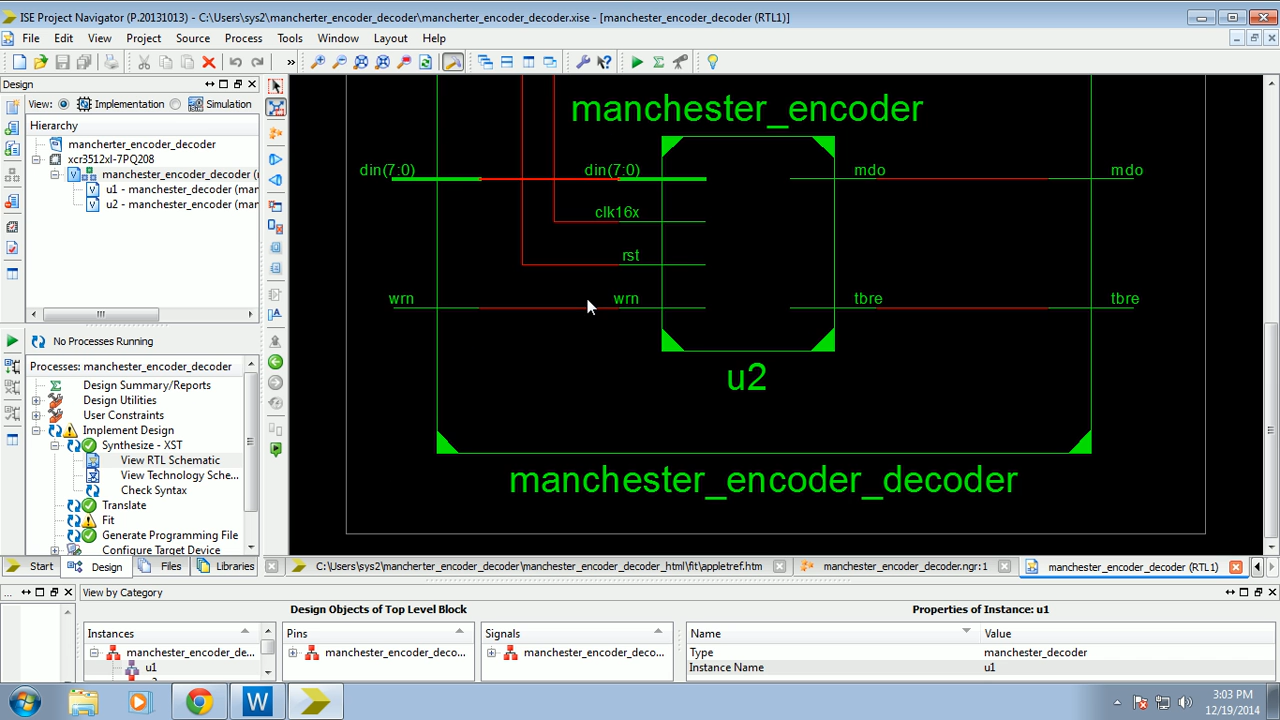 ISE Project Navigator (P.20131013) - C:\Users\sys2\mancherter_encoder_decoder\mancherter_encoder_decoder.xise - [manchester_encoder_decoder (RTL1)]
File Edit View Project Source Process Tools Window Layout Help
»
Design
View: Implementation Simulation
Hierarchy
mancherter_encoder_decoder
xcr3512xl-7PQ208
manchester_encoder_decoder (
u1 - manchester_decoder (mar
u2 - manchester_encoder (mar
No Processes Running
Processes: manchester_encoder_decoder
Design Summary/Reports
Design Utilities
User Constraints
Implement Design
Synthesize - XST
View RTL Schematic
View Technology Sche...
Check Syntax
Translate
Fit
Generate Programming File
Configure Target Device
Start Design Files Libraries
manchester_encoder
din(7:0) din(7:0) mdo mdo
clk16x
rst
wrn wrn tbre tbre
u2
manchester_encoder_decoder
C:\Users\sys2\mancherter_encoder_decoder\manchester_encoder_decoder_html\fit\appletref.htm manchester_encoder_decoder.ngr:1 manchester_encoder_decoder (RTL1)
... View by Category
Design Objects of Top Level Block Properties of Instance: u1
Instances Pins Signals Name Value
manchester_encoder_de... manchester_encoder_deco... manchester_encoder_deco... Type manchester_decoder
u1 Instance Name u1
3:03 PM
12/19/2014